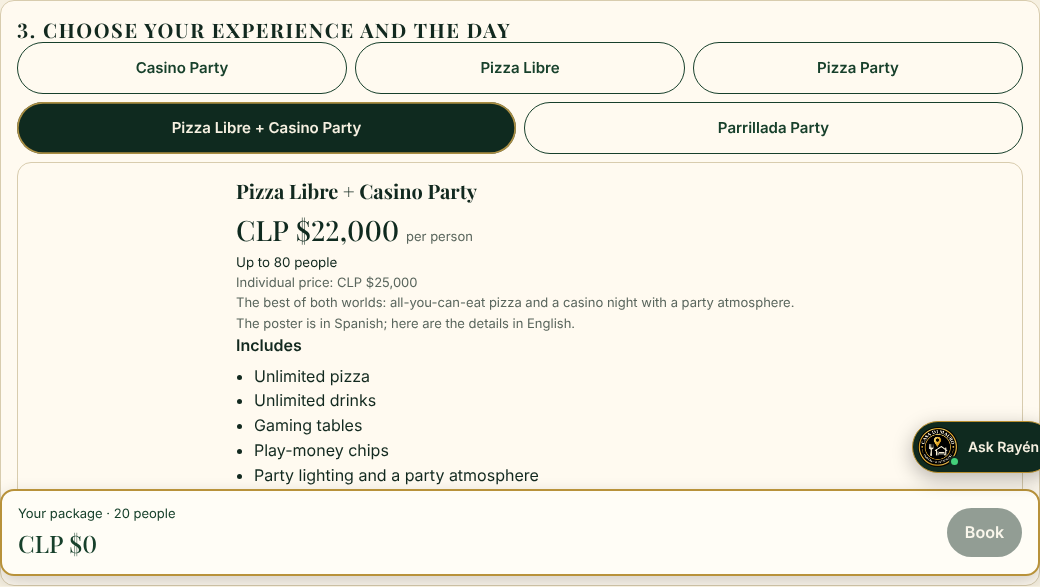 3. CHOOSE YOUR EXPERIENCE AND THE DAY
Casino Party
Pizza Libre
Pizza Party
Pizza Libre + Casino Party
Parrillada Party
Pizza Libre + Casino Party
CLP $22,000 per person
Up to 80 people
Individual price: CLP $25,000
The best of both worlds: all-you-can-eat pizza and a casino night with a party atmosphere.
The poster is in Spanish; here are the details in English.
Includes
• Unlimited pizza
• Unlimited drinks
• Gaming tables
• Play-money chips
• Party lighting and a party atmosphere
Ask Rayén
Your package · 20 people
CLP $0
Book